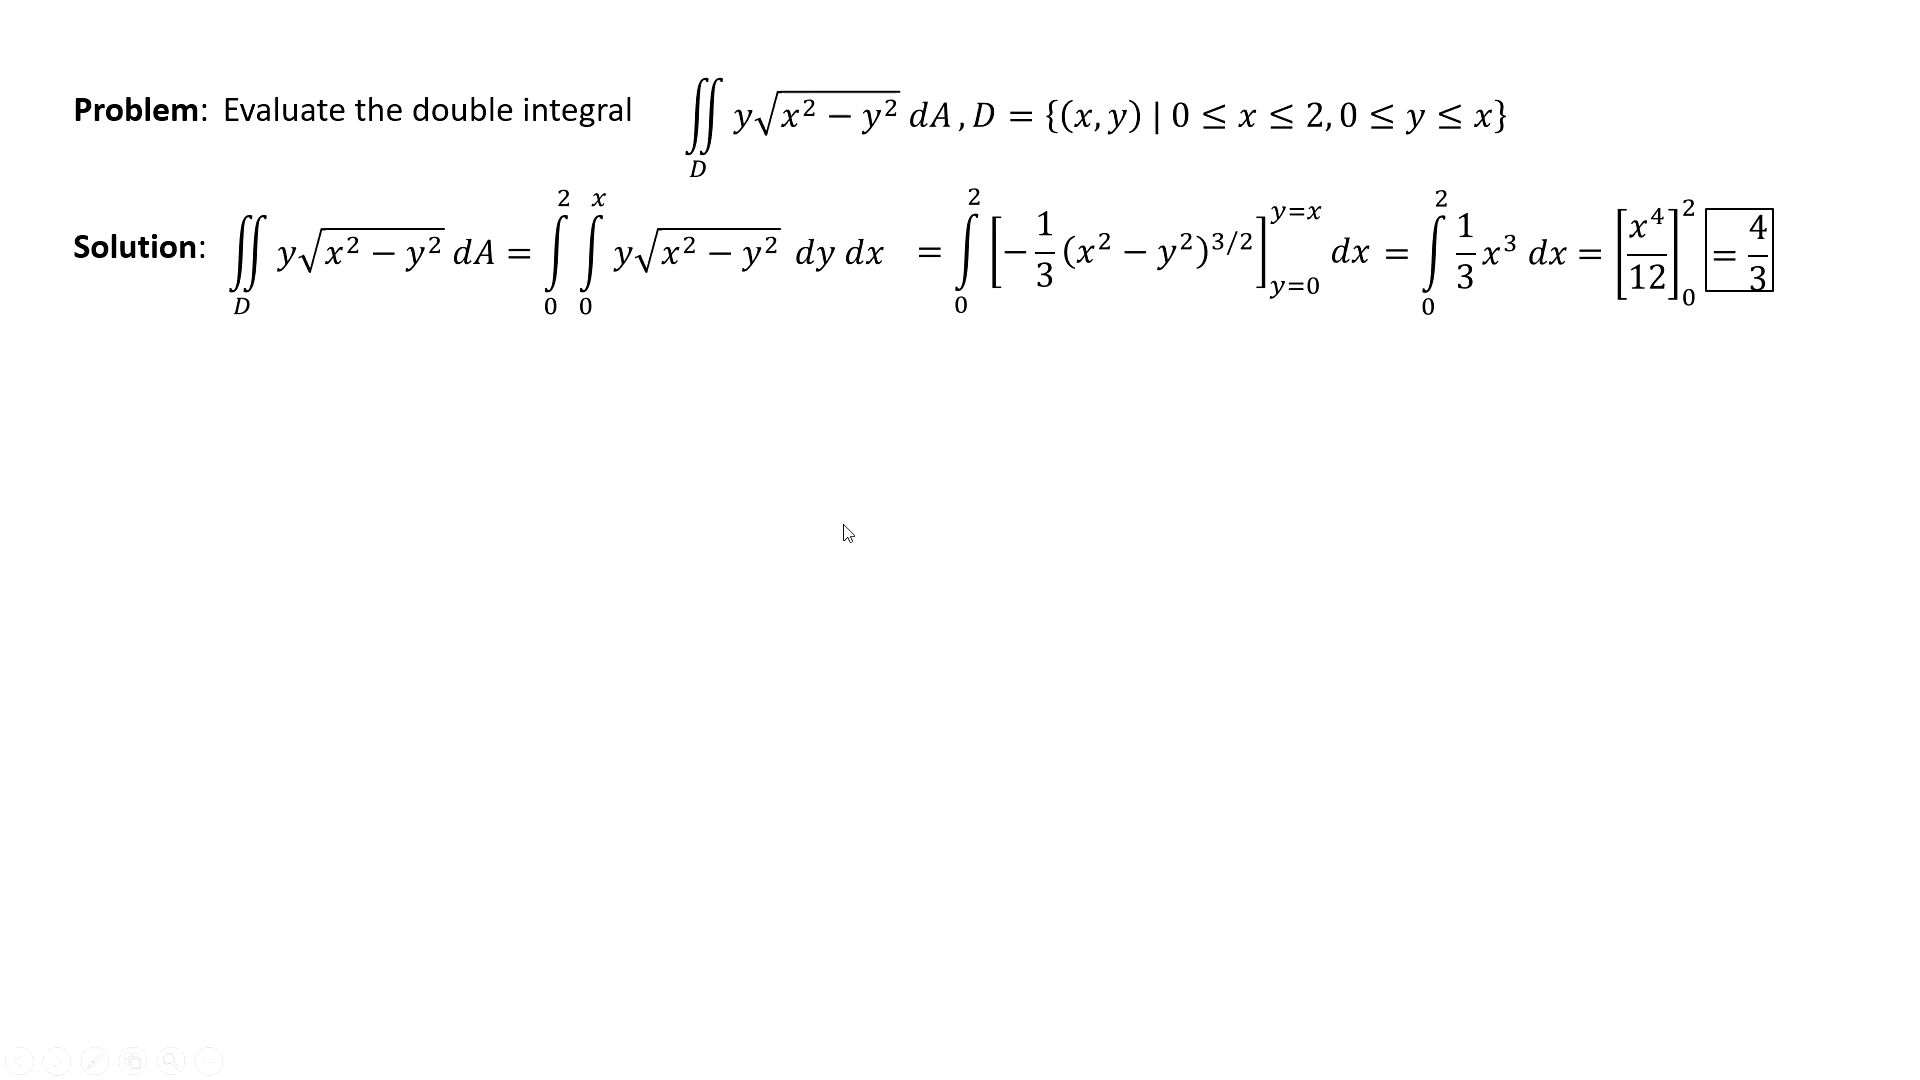 Problem: Evaluate the double integral ∬_D y√(x² − y²) dA , D = {(x, y) | 0 ≤ x ≤ 2, 0 ≤ y ≤ x}
Solution: ∬_D y√(x² − y²) dA = ∫_0^2 ∫_0^x y√(x² − y²) dy dx = ∫_0^2 [−1/3 (x² − y²)^{3/2}]_{y=0}^{y=x} dx = ∫_0^2 1/3 x³ dx = [x⁴/12]_0^2 = 4/3